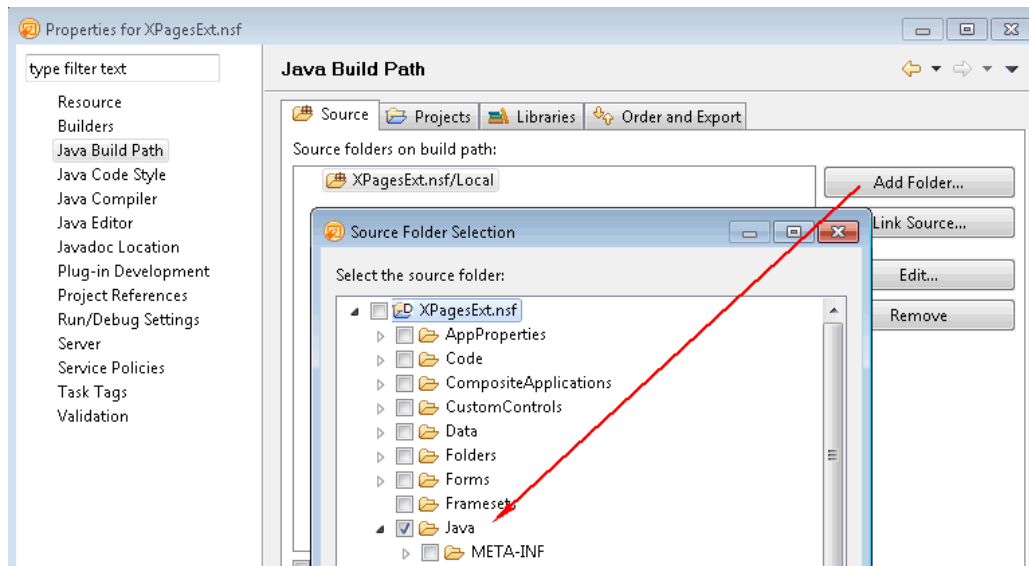 Properties for XPagesExt.nsf
type filter text
Resource
Builders
Java Build Path
Java Code Style
Java Compiler
Java Editor
Javadoc Location
Plug-in Development
Project References
Run/Debug Settings
Server
Service Policies
Task Tags
Validation
Java Build Path
Source Projects Libraries Order and Export
Source folders on build path:
XPagesExt.nsf/Local
Add Folder...
Link Source...
Edit...
Remove
Source Folder Selection
Select the source folder:
XPagesExt.nsf
AppProperties
Code
CompositeApplications
CustomControls
Data
Folders
Forms
Framesets
Java
META-INF